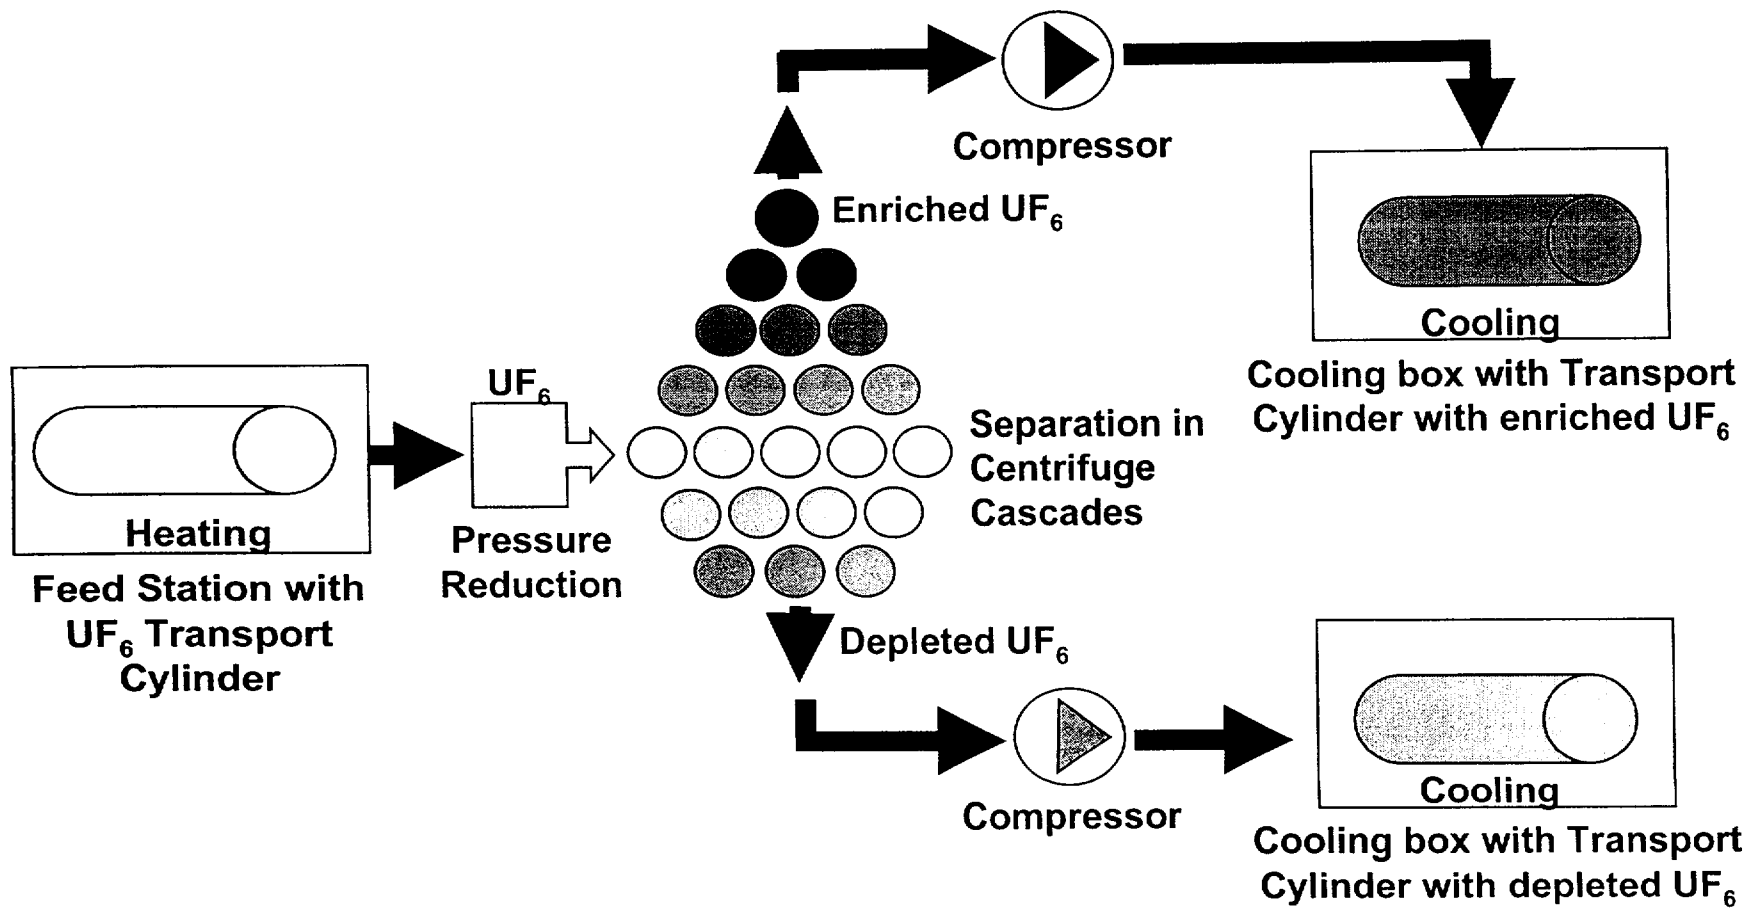 Compressor
Enriched UF6
Cooling
Cooling box with Transport
Cylinder with enriched UF6
UF6
Heating
Feed Station with
UF6 Transport
Cylinder
Pressure
Reduction
Separation in
Centrifuge
Cascades
Depleted UF6
Compressor
Cooling
Cooling box with Transport
Cylinder with depleted UF6